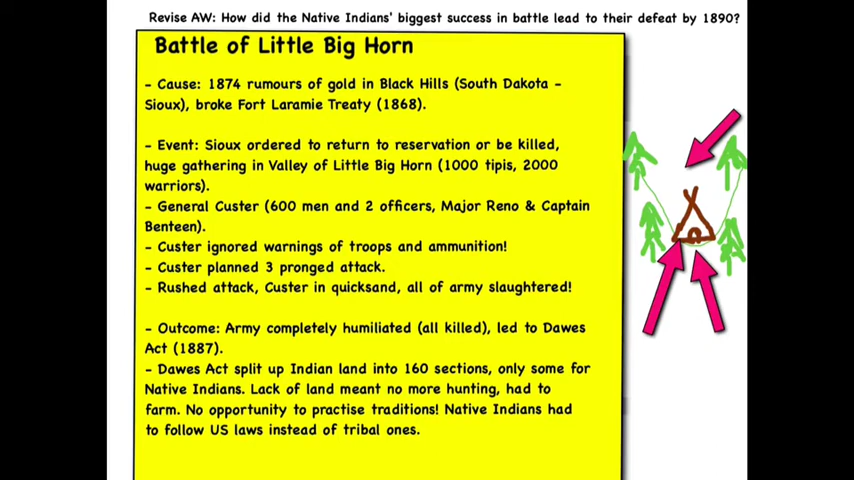 Revise AW: How did the Native Indians' biggest success in battle lead to their defeat by 1890?
Battle of Little Big Horn
- Cause: 1874 rumours of gold in Black Hills (South Dakota -
Sioux), broke Fort Laramie Treaty (1868).
- Event: Sioux ordered to return to reservation or be killed,
huge gathering in Valley of Little Big Horn (1000 tipis, 2000
warriors).
- General Custer (600 men and 2 officers, Major Reno & Captain
Benteen).
- Custer ignored warnings of troops and ammunition!
- Custer planned 3 pronged attack.
- Rushed attack, Custer in quicksand, all of army slaughtered!
- Outcome: Army completely humiliated (all killed), led to Dawes
Act (1887).
- Dawes Act split up Indian land into 160 sections, only some for
Native Indians. Lack of land meant no more hunting, had to
farm. No opportunity to practise traditions! Native Indians had
to follow US laws instead of tribal ones.